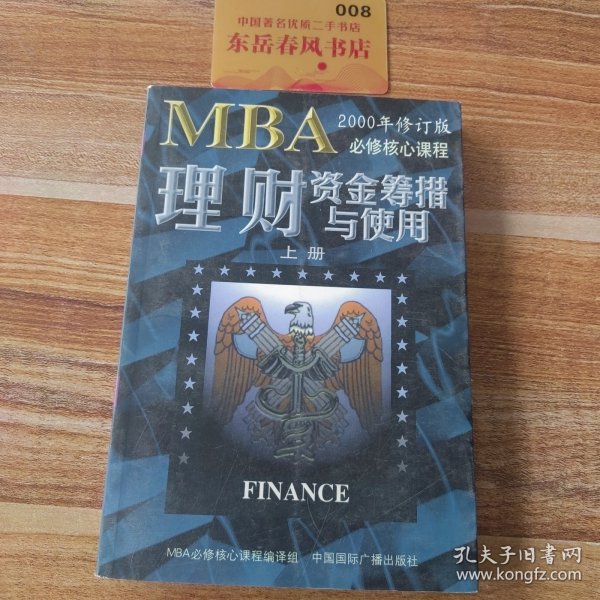 008
中国著名优质二手书店
东岳春风书店
MBA 2000年修订版
必修核心课程
理财 资金筹措
与使用
上册
FINANCE
MBA必修核心课程编译组 中国国际广播出版社
孔夫子旧书网
www.kongfz.com